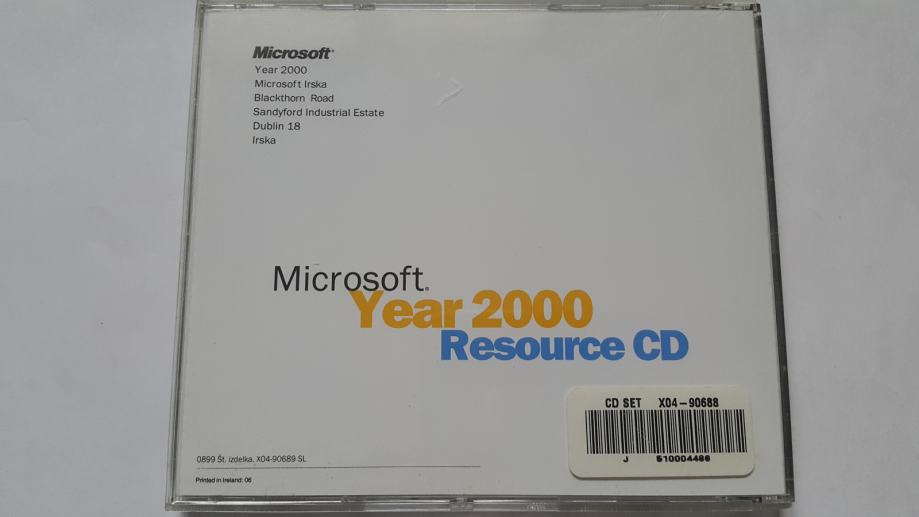 Microsoft®
Year 2000
Microsoft Irska
Blackthorn Road
Sandyford Industrial Estate
Dublin 18
Irska
Microsoft®
Year 2000
Resource CD
CD SET X04-90688
J 510004486
0899 Št. izdelka. X04-90689 SL
Printed in Ireland: 06